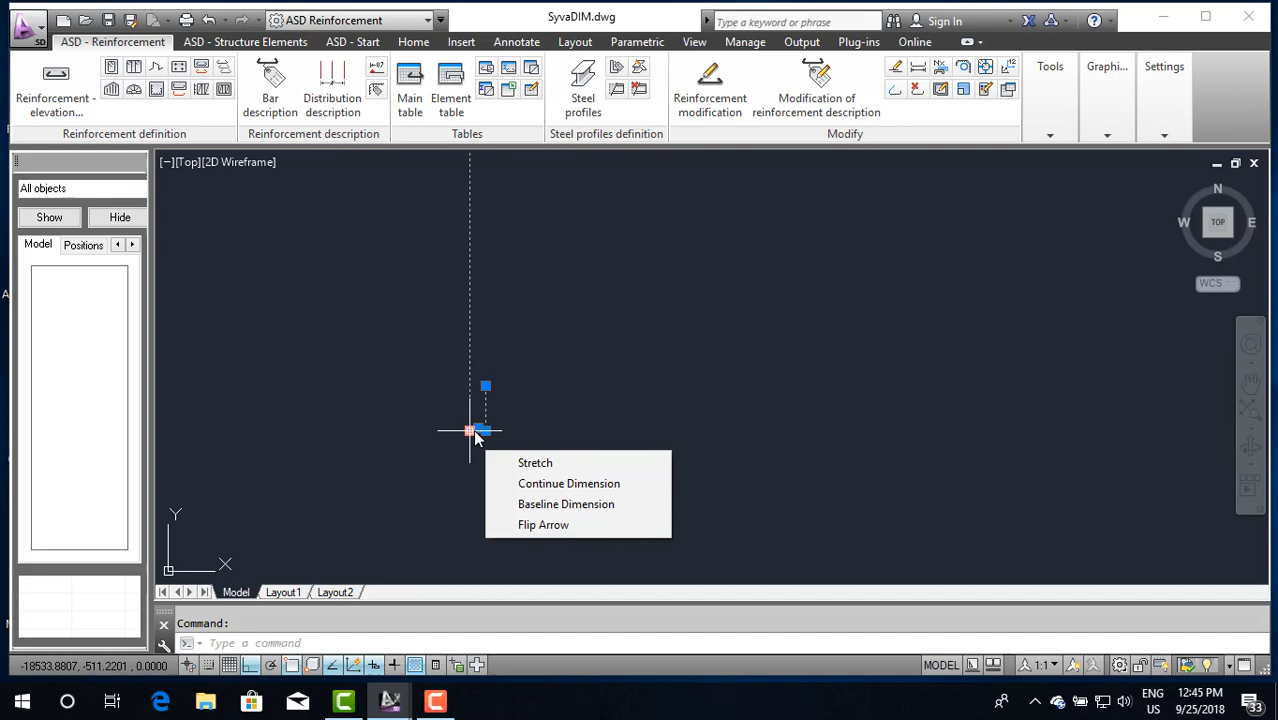 ASD Reinforcement
SyvaDIM.dwg
Type a keyword or phrase
Sign In
5D
ASD - Reinforcement
ASD - Structure Elements
ASD - Start
Home
Insert
Annotate
Layout
Parametric
View
Manage
Output
Plug-ins
Online
Reinforcement - elevation...
Bar description
Distribution description
Main table
Element table
Steel profiles
Reinforcement modification
Modification of reinforcement description
Tools
Graphi...
Settings
Reinforcement definition
Reinforcement description
Tables
Steel profiles definition
Modify
[−][Top][2D Wireframe]
All objects
Show
Hide
Model
Positions
N
W
TOP
E
S
WCS
Stretch
Continue Dimension
Baseline Dimension
Flip Arrow
Y
X
Model
Layout1
Layout2
Command:
Type a command
-18533.8807, -511.2201, 0.0000
MODEL
1:1
ENG
US
12:45 PM
9/25/2018
33